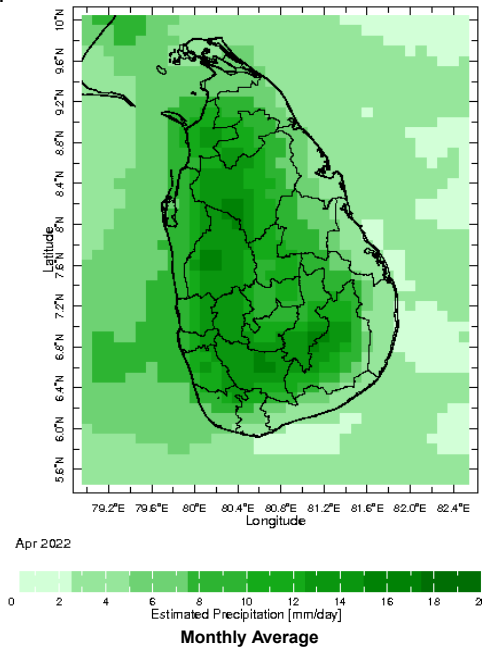 10°N
9.6°N
9.2°N
8.8°N
8.4°N
8°N
7.6°N
7.2°N
6.8°N
6.4°N
6.0°N
5.6°N
Latitude
79.2°E 79.6°E 80°E 80.4°E 80.8°E 81.2°E 81.6°E 82.0°E 82.4°E
Longitude
Apr 2022
0 2 4 6 8 10 12 14 16 18 20
Estimated Precipitation [mm/day]
Monthly Average